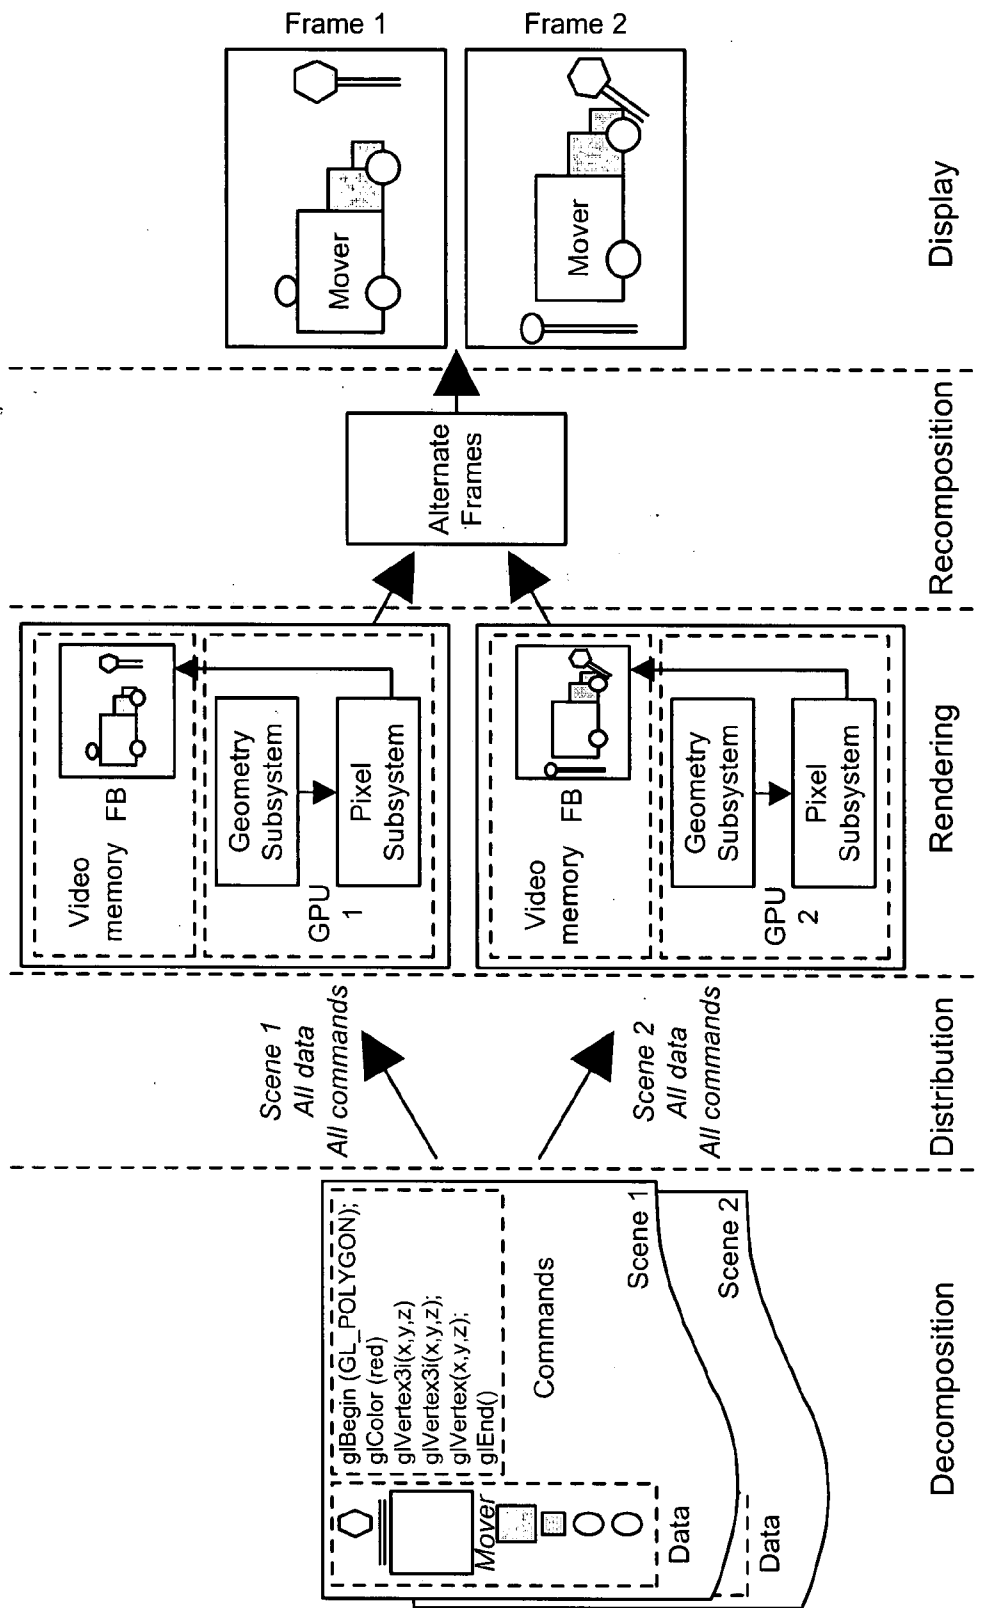 glBegin (GL_POLYGON);
glColor (red)
glVertex3i(x,y,z)
glVertex3i(x,y,z);
glVertex(x,y,z);
glEnd()
Mover
Data
Commands
Scene 1
Data
Scene 2
Decomposition
Scene 1
All data
All commands
Scene 2
All data
All commands
Distribution
Video
memory
FB
Geometry
Subsystem
Pixel
Subsystem
GPU
1
Video
memory
FB
Geometry
Subsystem
Pixel
Subsystem
GPU
2
Rendering
Alternate
Frames
Recomposition
Frame 1
Mover
Frame 2
Mover
Display